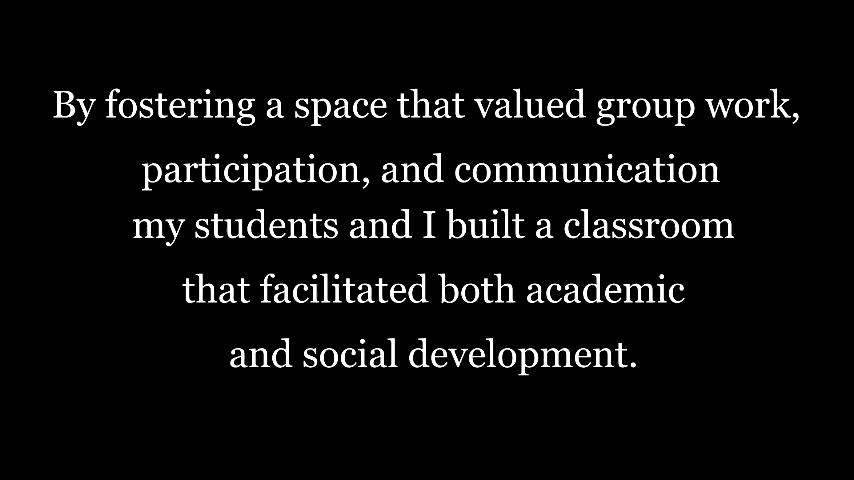 By fostering a space that valued group work,
participation, and communication
my students and I built a classroom
that facilitated both academic
and social development.